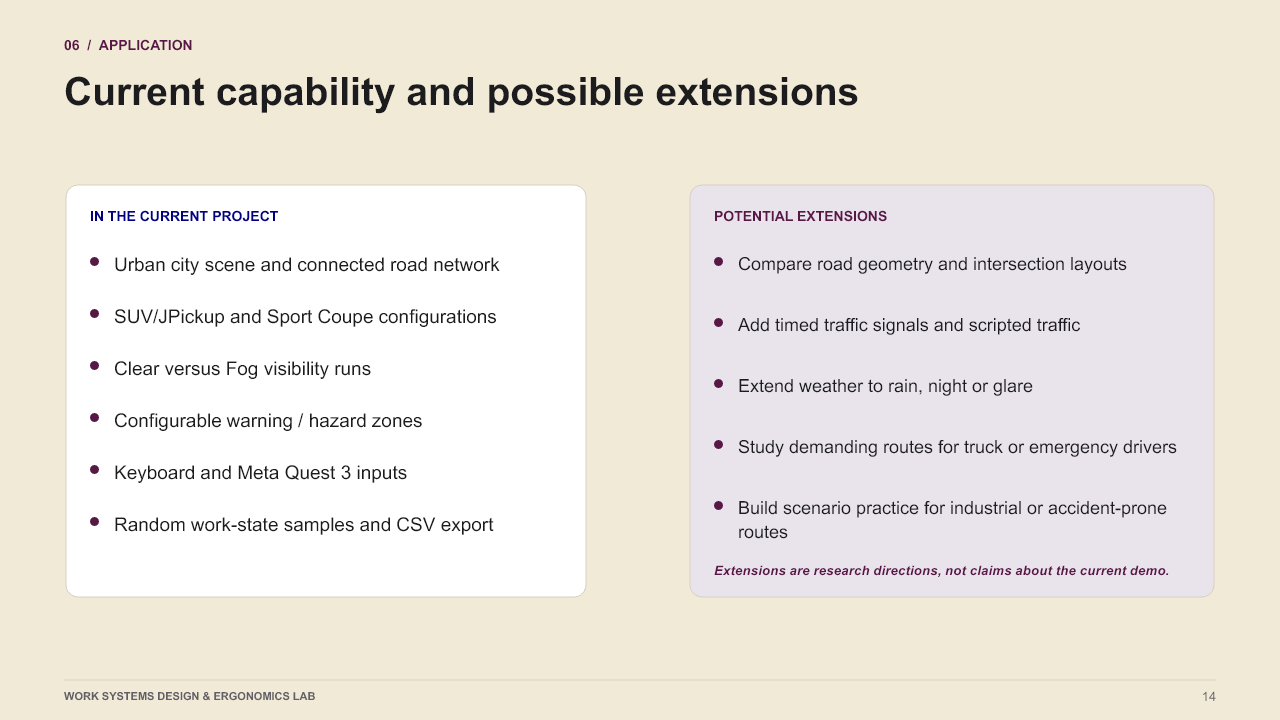 06 / APPLICATION
Current capability and possible extensions
IN THE CURRENT PROJECT
Urban city scene and connected road network
SUV/JPickup and Sport Coupe configurations
Clear versus Fog visibility runs
Configurable warning / hazard zones
Keyboard and Meta Quest 3 inputs
Random work-state samples and CSV export
POTENTIAL EXTENSIONS
Compare road geometry and intersection layouts
Add timed traffic signals and scripted traffic
Extend weather to rain, night or glare
Study demanding routes for truck or emergency drivers
Build scenario practice for industrial or accident-prone
routes
Extensions are research directions, not claims about the current demo.
WORK SYSTEMS DESIGN & ERGONOMICS LAB
14